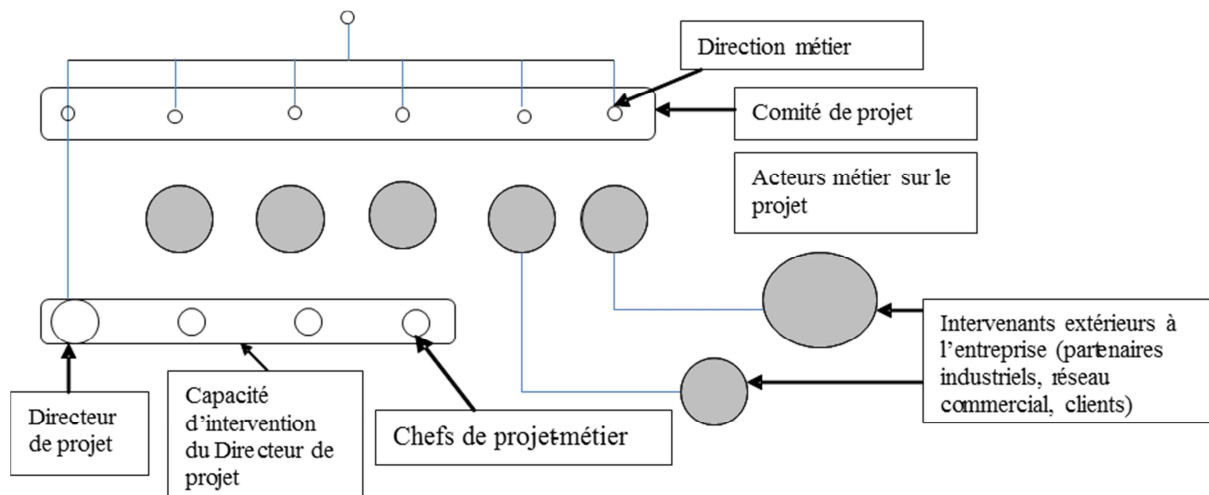 Direction métier
Comité de projet
Acteurs métier sur le
projet
Intervenants extérieurs à
l'entreprise (partenaires
industriels, réseau
commercial, clients)
Directeur
de projet
Capacité
d'intervention
du Directeur de
projet
Chefs de projet-métier